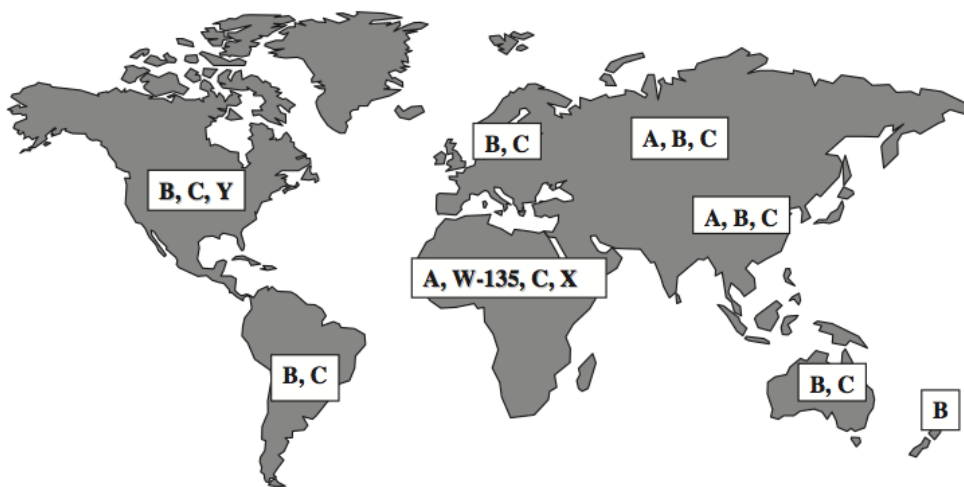 B, C
A, B, C
B, C, Y
A, B, C
A, W-135, C, X
B, C
B, C
B